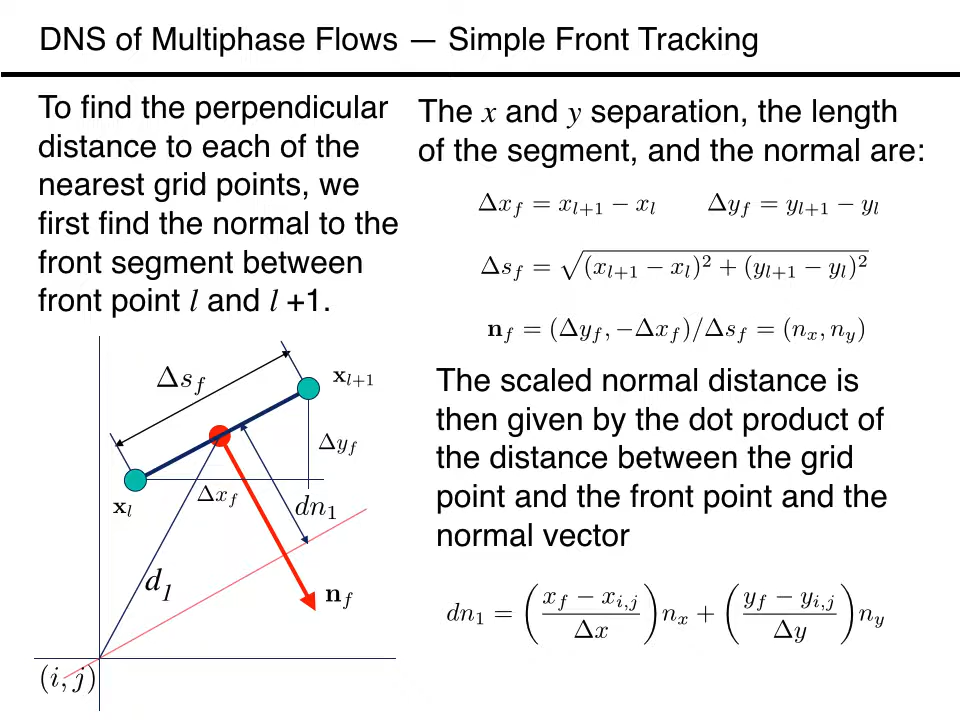 DNS of Multiphase Flows — Simple Front Tracking
To find the perpendicular
distance to each of the
nearest grid points, we
first find the normal to the
front segment between
front point l and l +1.
The x and y separation, the length
of the segment, and the normal are:
Δx_f = x_{l+1} − x_l    Δy_f = y_{l+1} − y_l
Δs_f = √((x_{l+1} − x_l)² + (y_{l+1} − y_l)²)
n_f = (Δy_f, −Δx_f)/Δs_f = (n_x, n_y)
The scaled normal distance is
then given by the dot product of
the distance between the grid
point and the front point and the
normal vector
dn_1 = ((x_f − x_{i,j})/Δx) n_x + ((y_f − y_{i,j})/Δy) n_y
Δs_f
x_{l+1}
Δy_f
Δx_f
x_l
dn_1
d_1
n_f
(i, j)